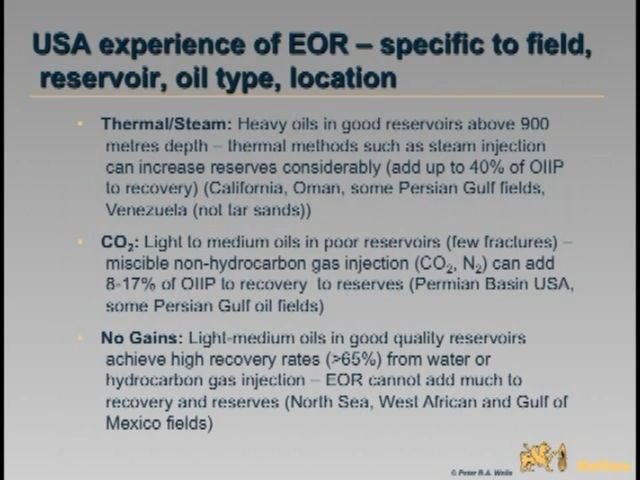 USA experience of EOR – specific to field,
reservoir, oil type, location
• Thermal/Steam: Heavy oils in good reservoirs above 900
metres depth – thermal methods such as steam injection
can increase reserves considerably (add up to 40% of OIIP
to recovery) (California, Oman, some Persian Gulf fields,
Venezuela (not tar sands))
• CO₂: Light to medium oils in poor reservoirs (few fractures) –
miscible non-hydrocarbon gas injection (CO₂, N₂) can add
8-17% of OIIP to recovery to reserves (Permian Basin USA,
some Persian Gulf oil fields)
• No Gains: Light-medium oils in good quality reservoirs
achieve high recovery rates (>65%) from water or
hydrocarbon gas injection – EOR cannot add much to
recovery and reserves (North Sea, West African and Gulf of
Mexico fields)
© Peter R.A. Wells